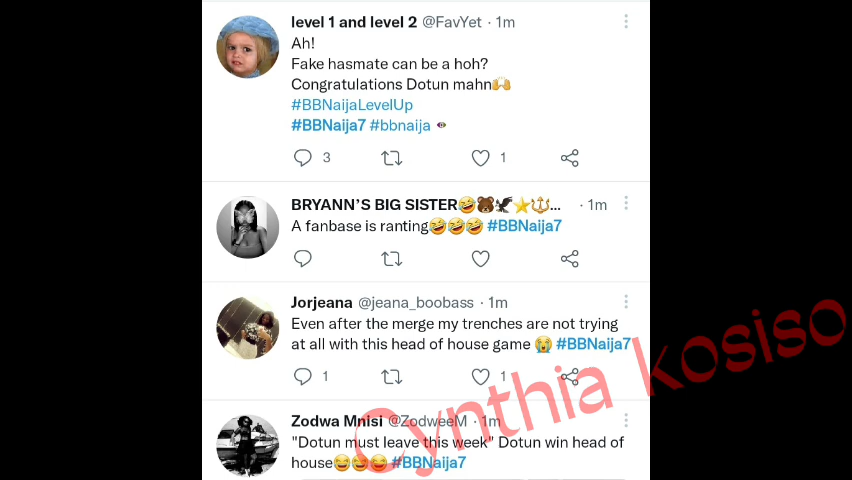 level 1 and level 2 @FavYet · 1m
Ah!
Fake hasmate can be a hoh?
Congratulations Dotun mahn🙌
#BBNaijaLevelUp
#BBNaija7 #bbnaija
3 1
BRYANN’S BIG SISTER🤣🐻🦅⭐🔱... · 1m
A fanbase is ranting🤣🤣🤣 #BBNaija7
Jorjeana @jeana_boobass · 1m
Even after the merge my trenches are not trying
at all with this head of house game 😭 #BBNaija7
1 1
Zodwa Mnisi @ZodweeM · 1m
"Dotun must leave this week" Dotun win head of
house😂😂😂 #BBNaija7
Cynthia kosiso